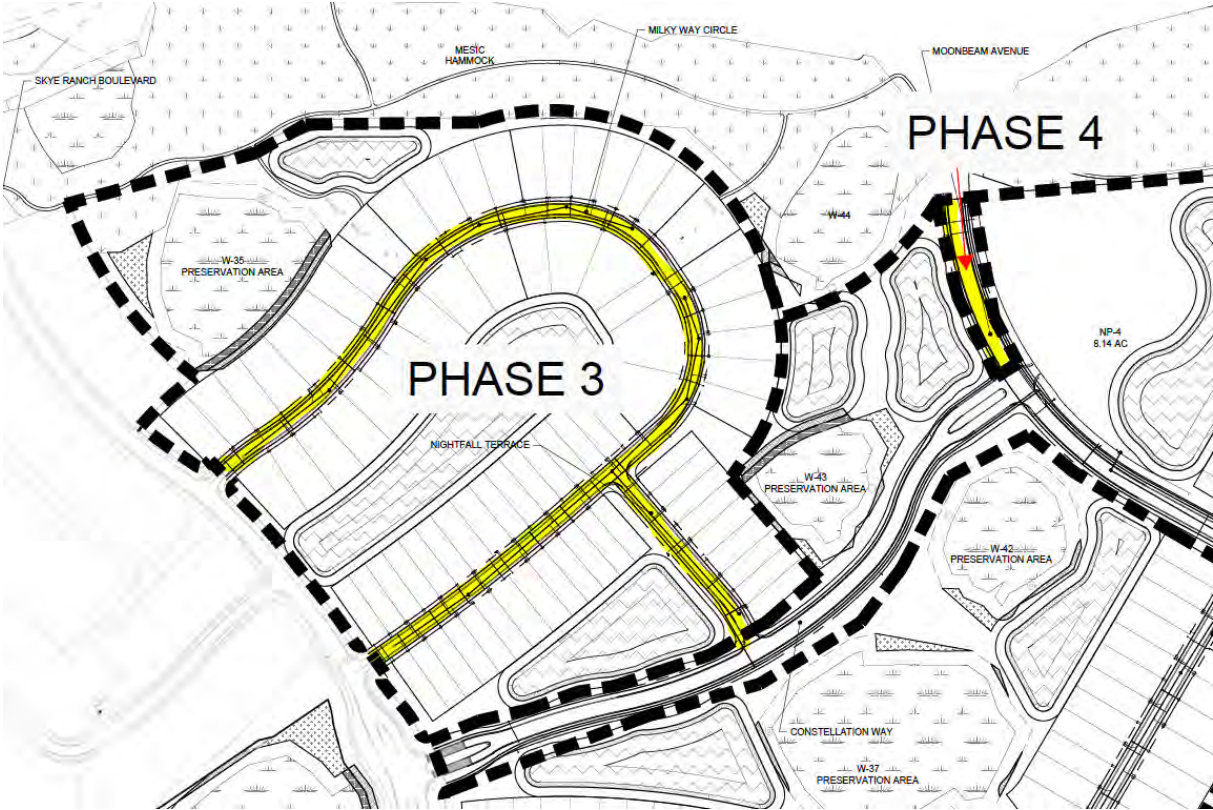 MILKY WAY CIRCLE
MESIC
HAMMOCK
MOONBEAM AVENUE
SKYE RANCH BOULEVARD
PHASE 4
W-44
W-35
PRESERVATION AREA
NP-4
8.14 AC
PHASE 3
NIGHTFALL TERRACE
W-43
PRESERVATION AREA
W-42
PRESERVATION AREA
CONSTELLATION WAY
W-37
PRESERVATION AREA